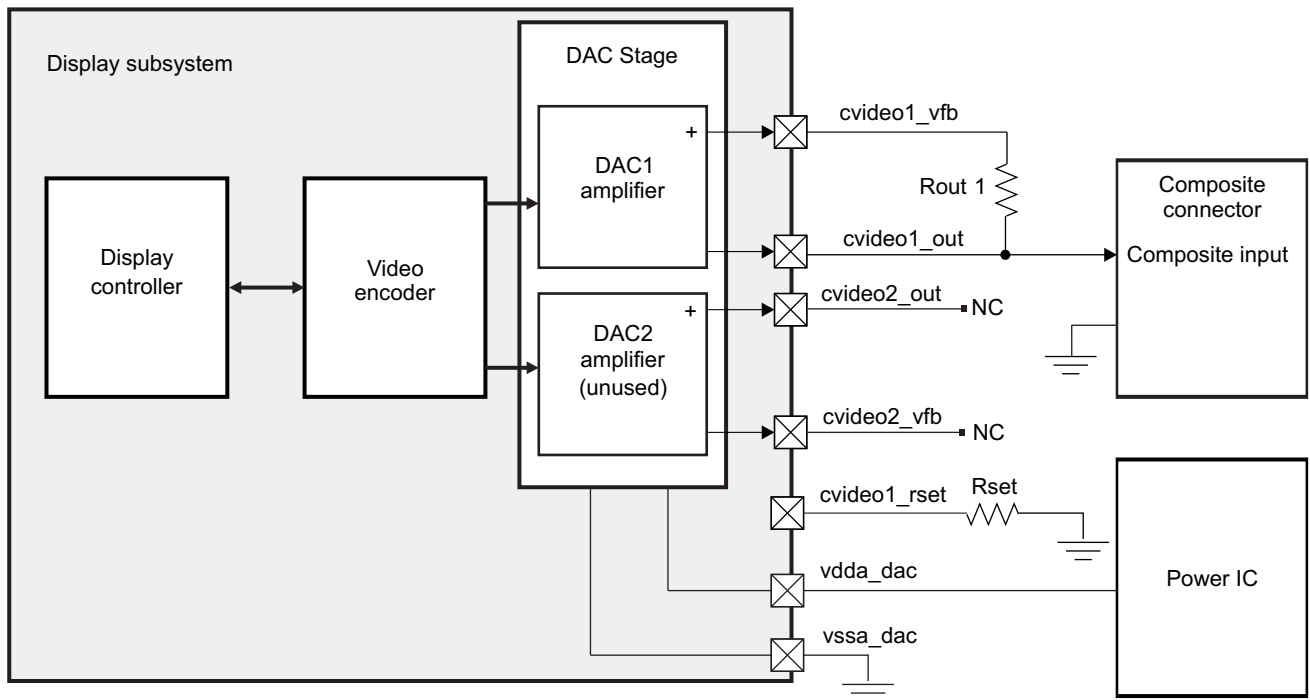 Display subsystem
DAC Stage
Display
controller
Video
encoder
+
DAC1
amplifier
+
DAC2
amplifier
(unused)
cvideo1_vfb
Rout 1
cvideo1_out
cvideo2_out
NC
cvideo2_vfb
NC
cvideo1_rset
Rset
vdda_dac
vssa_dac
Composite
connector
Composite input
Power IC